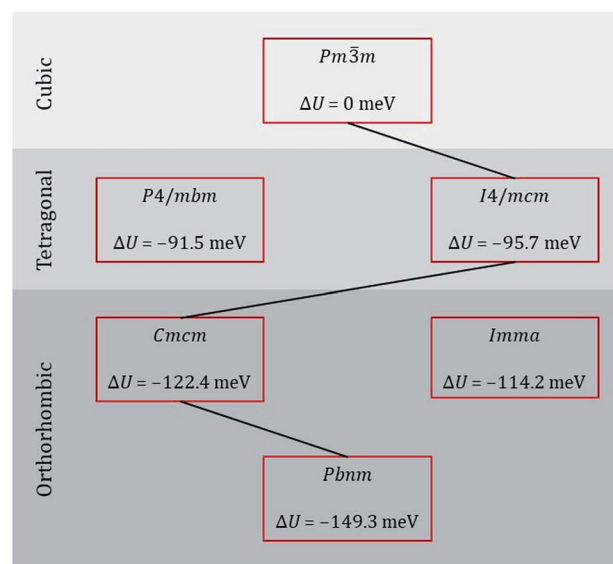 Cubic
Pm3̄m
ΔU = 0 meV
Tetragonal
P4/mbm
ΔU = −91.5 meV
I4/mcm
ΔU = −95.7 meV
Orthorhombic
Cmcm
ΔU = −122.4 meV
Imma
ΔU = −114.2 meV
Pbnm
ΔU = −149.3 meV